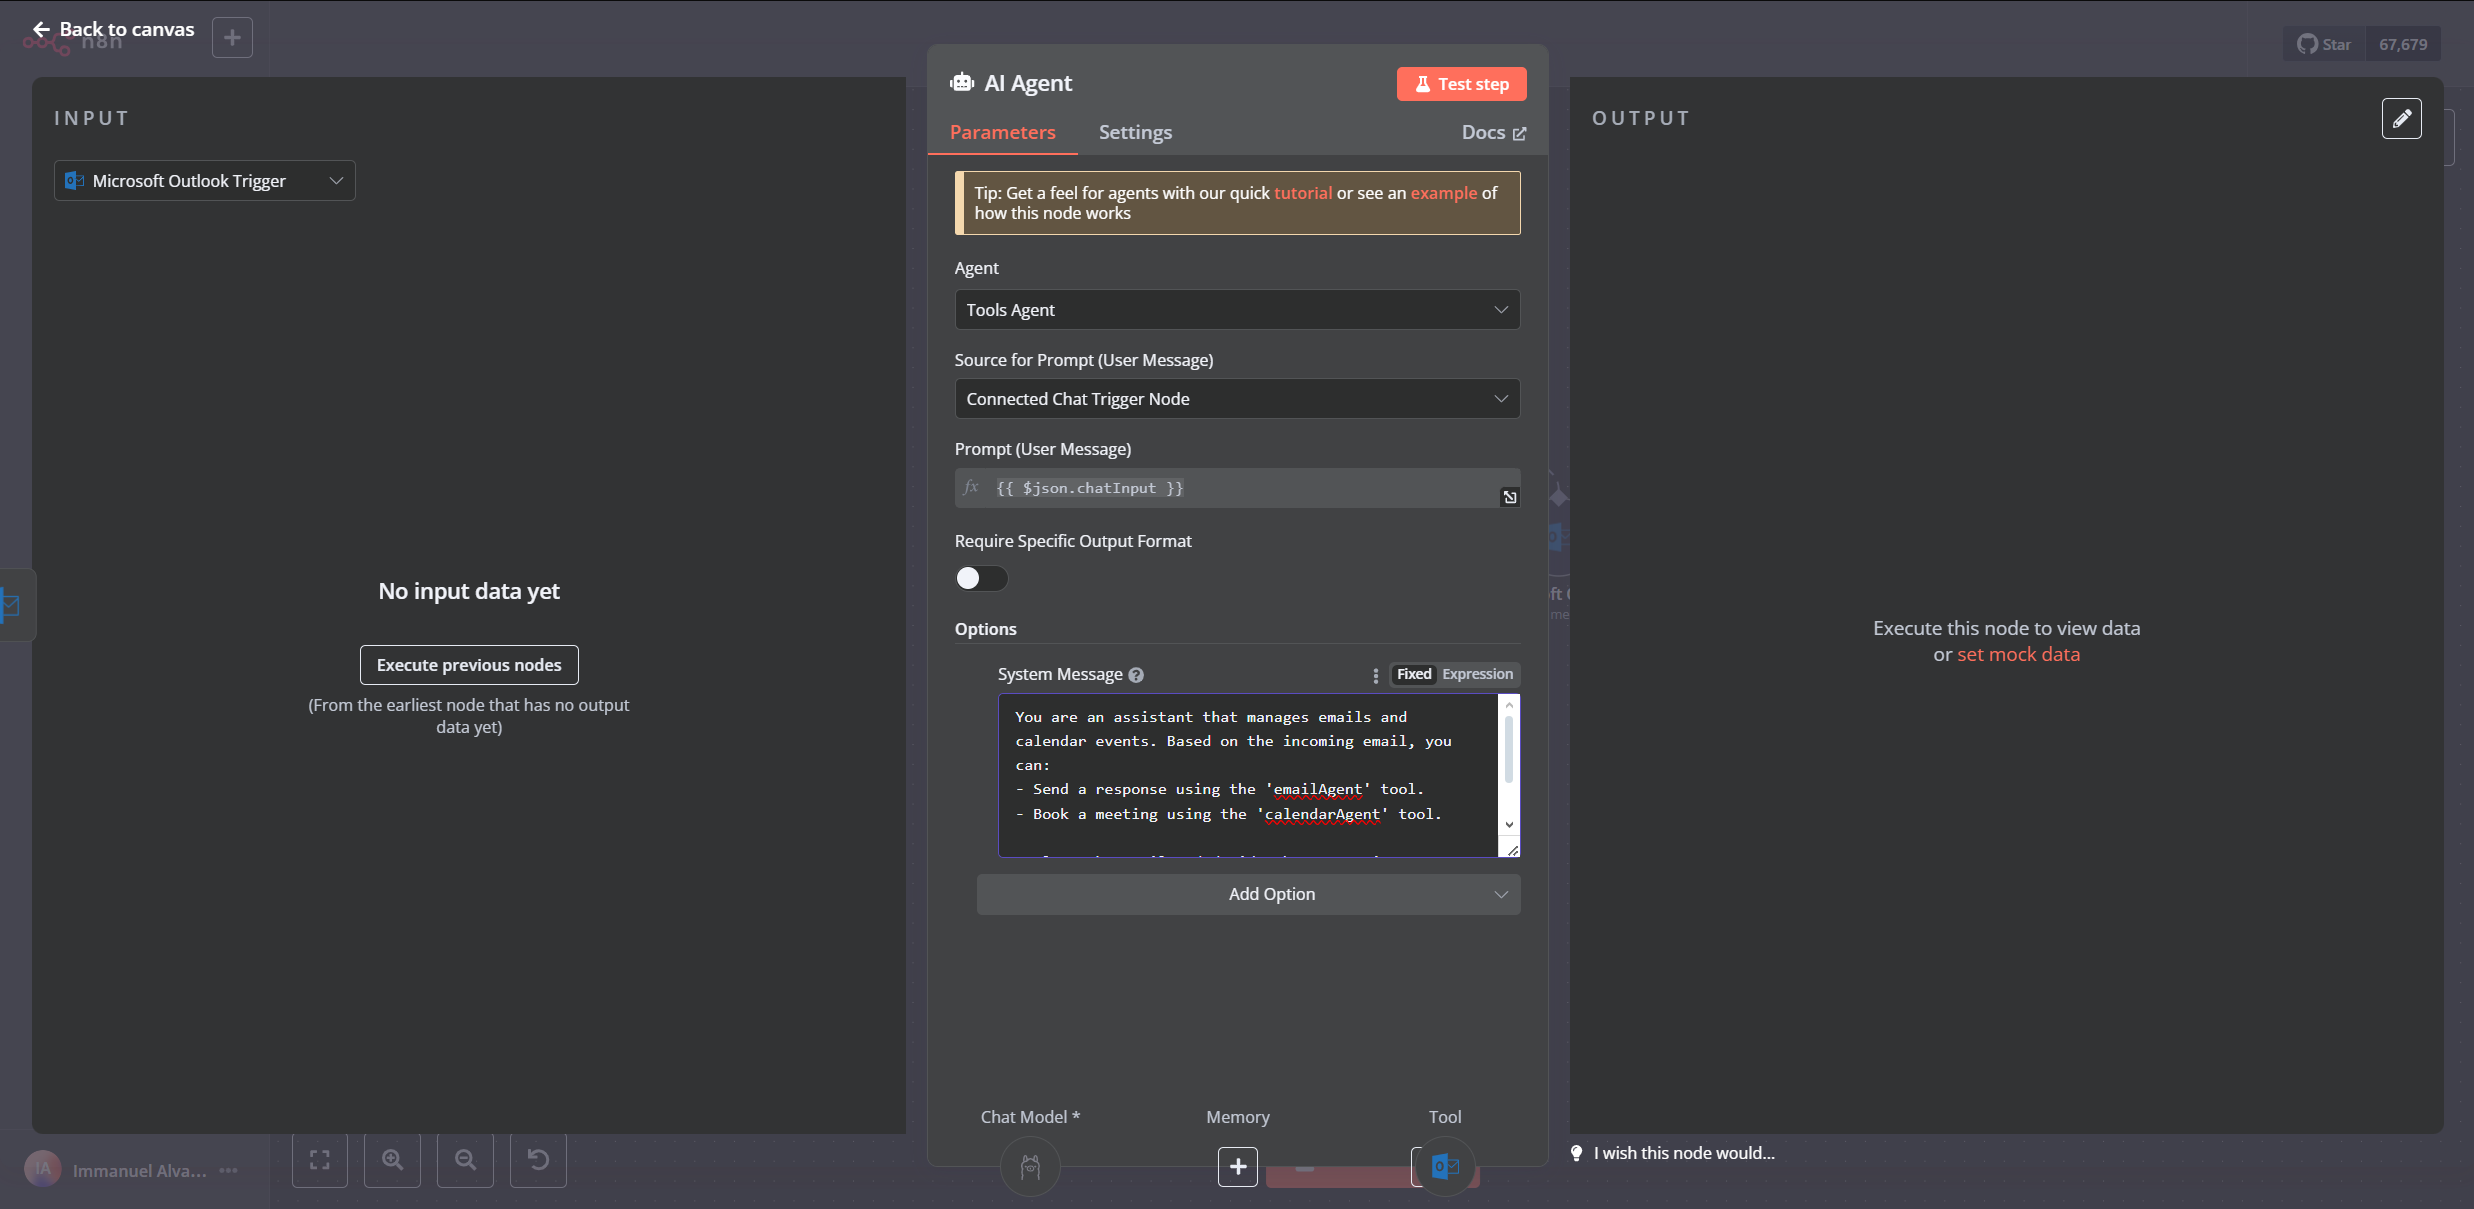 Back to canvas
n8n
Star
67,679
INPUT
Microsoft Outlook Trigger
No input data yet
Execute previous nodes
(From the earliest node that has no output
data yet)
AI Agent
Test step
Parameters
Settings
Docs
Tip: Get a feel for agents with our quick tutorial or see an example of
how this node works
Agent
Tools Agent
Source for Prompt (User Message)
Connected Chat Trigger Node
Prompt (User Message)
fx {{ $json.chatInput }}
Require Specific Output Format
Options
System Message
Fixed Expression
You are an assistant that manages emails and
calendar events. Based on the incoming email, you
can:
- Send a response using the 'emailAgent' tool.
- Book a meeting using the 'calendarAgent' tool.
Add Option
Chat Model *
Memory
Tool
OUTPUT
Execute this node to view data
or set mock data
I wish this node would...
IA
Immanuel Alva...